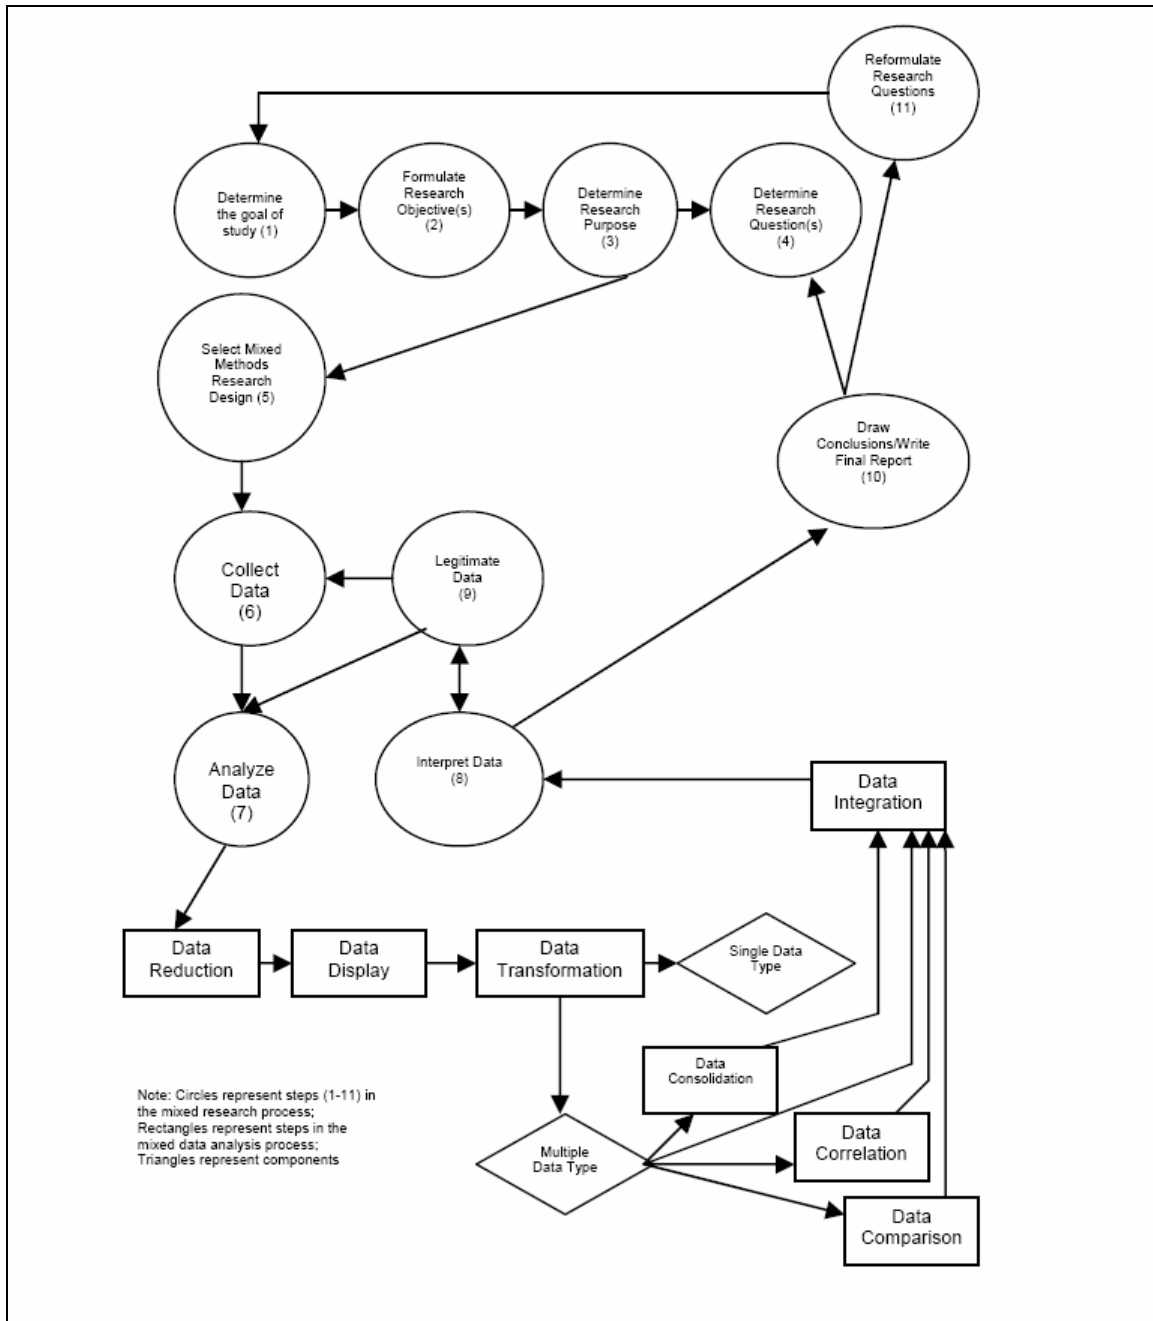 Reformulate
Research
Questions
(11)
Determine
the goal of
study (1)
Formulate
Research
Objective(s)
(2)
Determine
Research
Purpose
(3)
Determine
Research
Question(s)
(4)
Select Mixed
Methods
Research
Design (5)
Draw
Conclusions/Write
Final Report
(10)
Collect
Data
(6)
Legitimate
Data
(9)
Analyze
Data
(7)
Interpret Data
(8)
Data
Integration
Data
Reduction
Data
Display
Data
Transformation
Single Data
Type
Data
Consolidation
Note: Circles represent steps (1-11) in
the mixed research process;
Rectangles represent steps in the
mixed data analysis process;
Triangles represent components
Multiple
Data Type
Data
Correlation
Data
Comparison